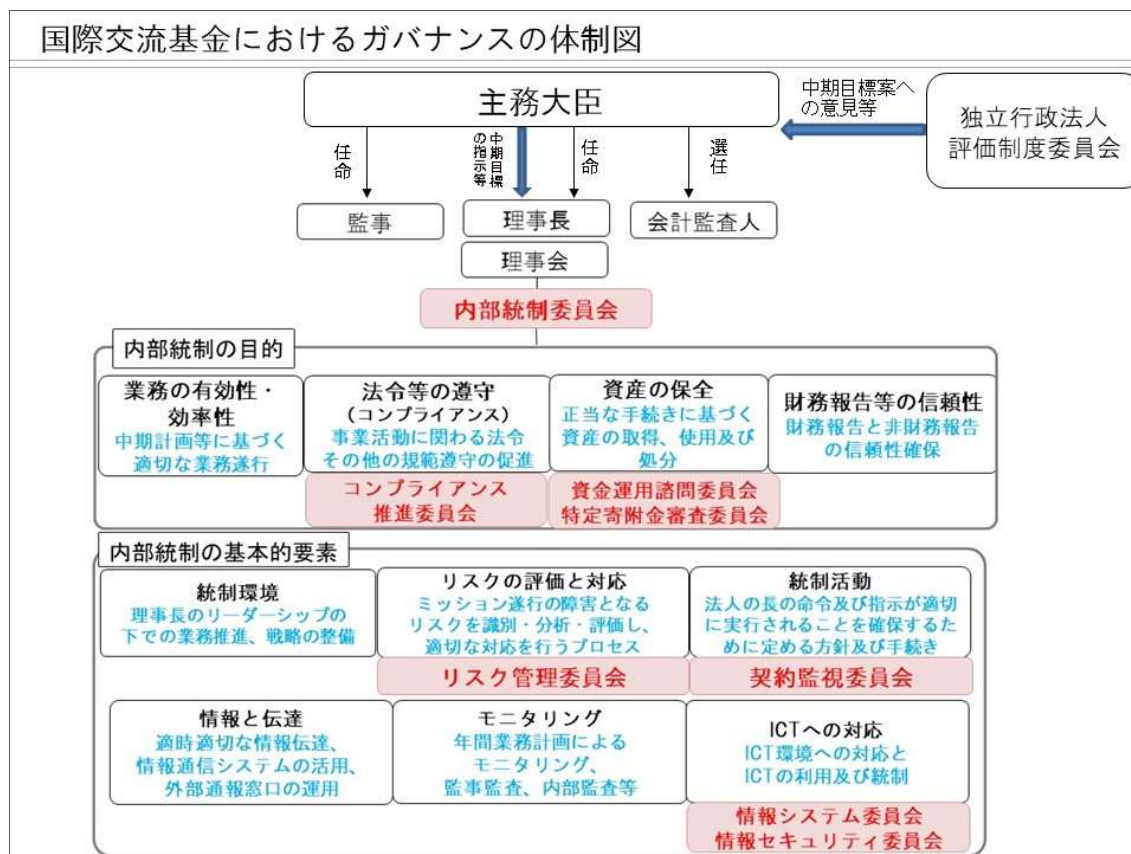 国際交流基金におけるガバナンスの体制図
主務大臣
中期目標案へ
の意見等
独立行政法人
評価制度委員会
任命
中期目標
の指示等
任命
選任
監事
理事長
会計監査人
理事会
内部統制委員会
内部統制の目的
業務の有効性・
効率性
中期計画等に基づく
適切な業務遂行
法令等の遵守
(コンプライアンス)
事業活動に関わる法令
その他の規範遵守の促進
コンプライアンス
推進委員会
資産の保全
正当な手続きに基づく
資産の取得、使用及び
処分
資金運用諮問委員会
特定寄附金審査委員会
財務報告等の信頼性
財務報告と非財務報告
の信頼性確保
内部統制の基本的要素
統制環境
理事長のリーダーシップの
下での業務推進、戦略の整備
リスクの評価と対応
ミッション遂行の障害となる
リスクを識別・分析・評価し、
適切な対応を行うプロセス
リスク管理委員会
統制活動
法人の長の命令及び指示が適切
に実行されることを確保するた
めに定める方針及び手続き
契約監視委員会
情報と伝達
適時適切な情報伝達、
情報通信システムの活用、
外部通報窓口の運用
モニタリング
年間業務計画による
モニタリング、
監事監査、内部監査等
ICTへの対応
ICT環境への対応と
ICTの利用及び統制
情報システム委員会
情報セキュリティ委員会